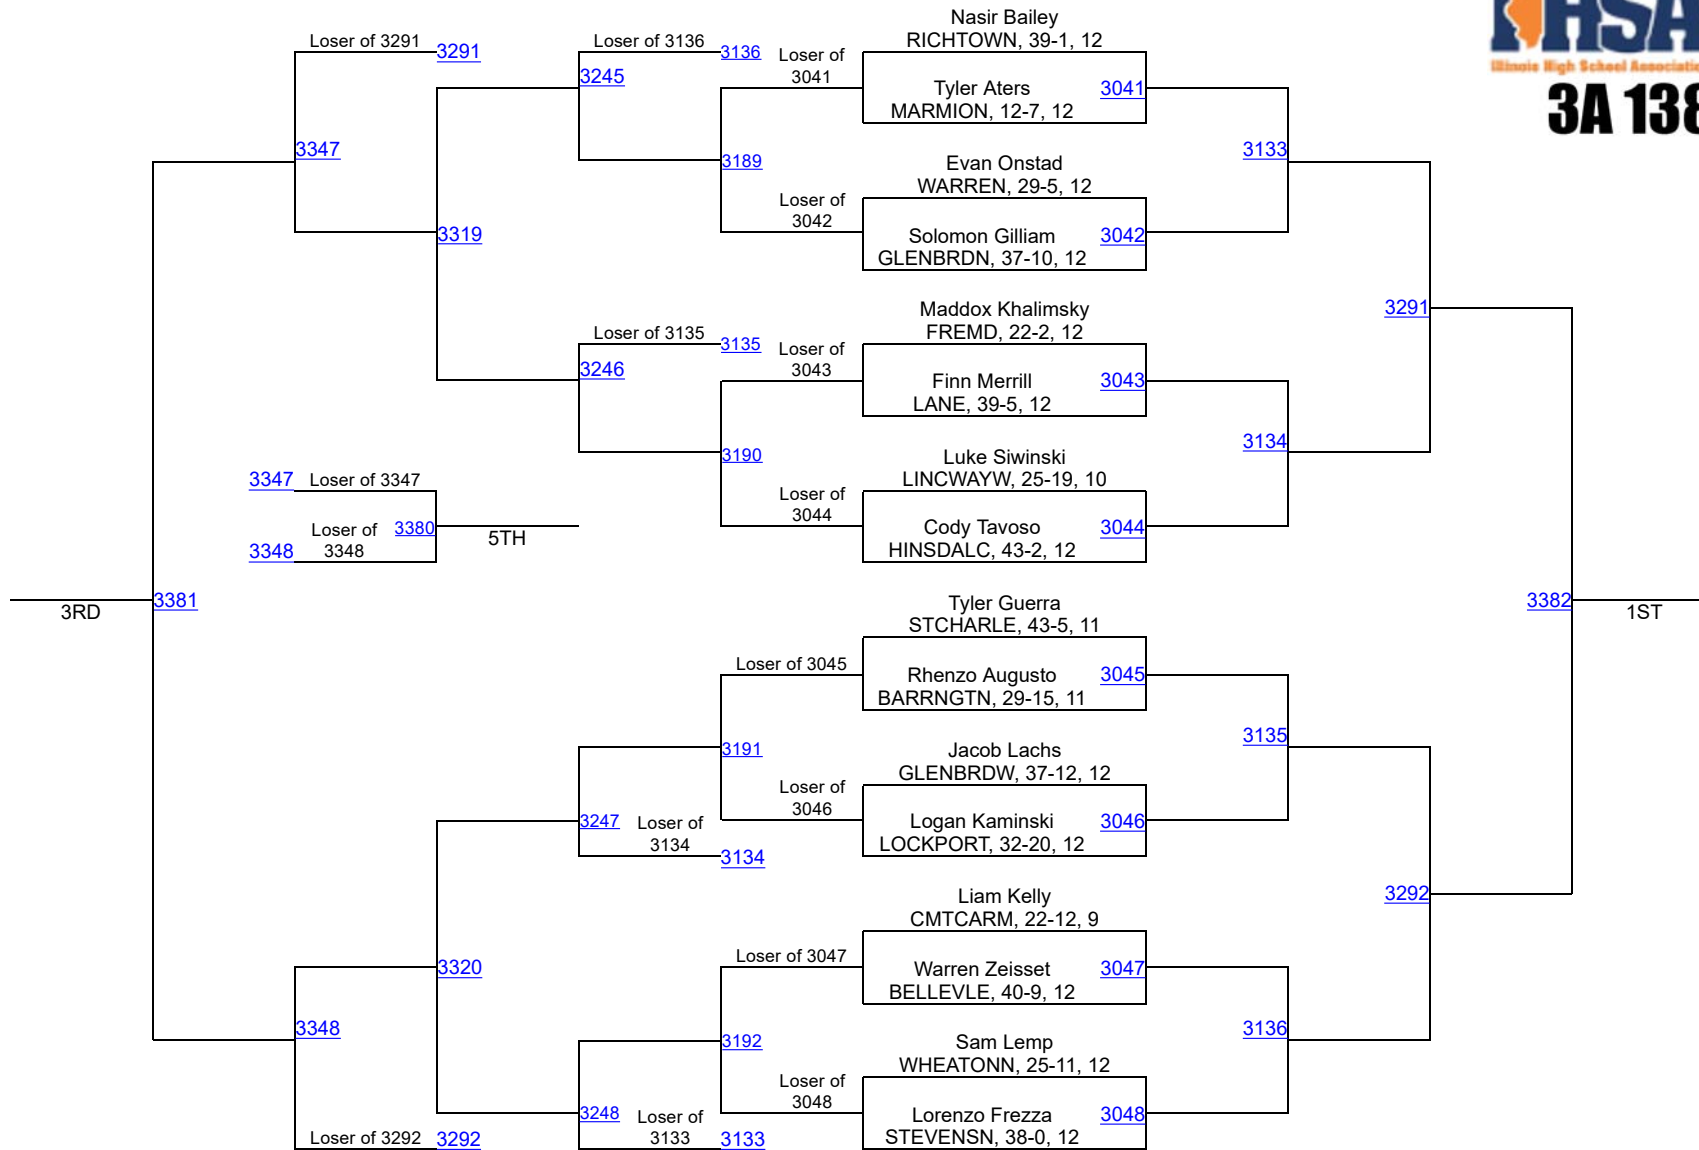 IHSA
Illinois High School Associatio
3A 138
Nasir Bailey
RICHTOWN, 39-1, 12
Loser of 3291
3291
Loser of 3136
3136
Loser of
3041
3245
Tyler Aters
3041
MARMION, 12-7, 12
3347
3189
3133
Evan Onstad
WARREN, 29-5, 12
Loser of
3042
3319
Solomon Gilliam
3042
GLENBRDN, 37-10, 12
Maddox Khalimsky
FREMD, 22-2, 12
3291
Loser of 3135
3135
Loser of
3043
3246
Finn Merrill
3043
LANE, 39-5, 12
3190
3134
Luke Siwinski
LINCWAYW, 25-19, 10
3347
Loser of 3347
Loser of
3044
Loser of
3348
3380
5TH
3348
Cody Tavoso
3044
HINSDALC, 43-2, 12
3RD
3381
Tyler Guerra
STCHARLE, 43-5, 11
3382
1ST
Loser of 3045
Rhenzo Augusto
3045
BARRNGTN, 29-15, 11
3191
3135
Jacob Lachs
GLENBRDW, 37-12, 12
Loser of
3046
3247
Loser of
3134
3134
Logan Kaminski
3046
LOCKPORT, 32-20, 12
Liam Kelly
CMTCARM, 22-12, 9
3292
3320
Loser of 3047
Warren Zeisset
3047
BELLEVLE, 40-9, 12
3348
3192
3136
Sam Lemp
WHEATONN, 25-11, 12
Loser of
3048
3248
Loser of
3133
3133
Lorenzo Frezza
3048
STEVENSN, 38-0, 12
Loser of 3292
3292